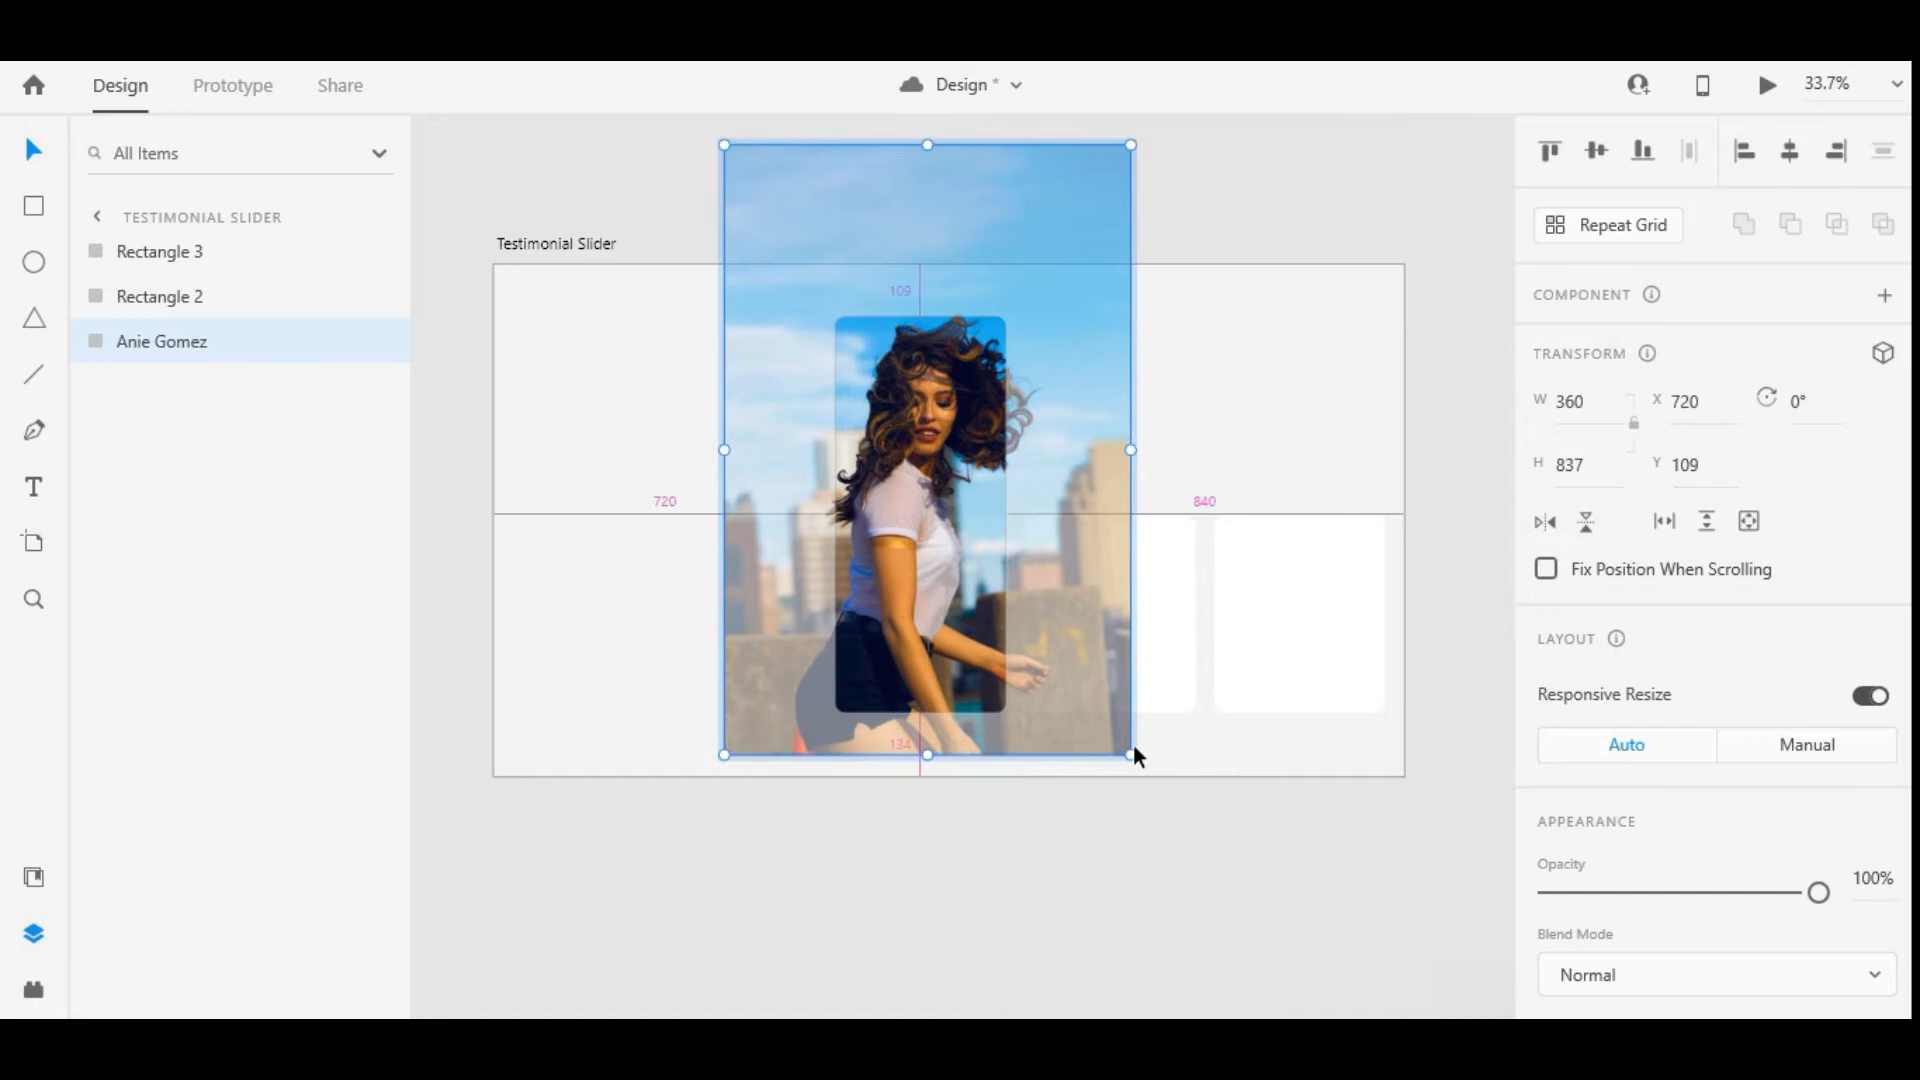 Design
Prototype
Share
Design *
33.7%
All Items
TESTIMONIAL SLIDER
Rectangle 3
Rectangle 2
Anie Gomez
Testimonial Slider
109
720
840
134
Repeat Grid
COMPONENT
TRANSFORM
W 360
X 720
0°
H 837
Y 109
Fix Position When Scrolling
LAYOUT
Responsive Resize
Auto
Manual
APPEARANCE
Opacity
100%
Blend Mode
Normal